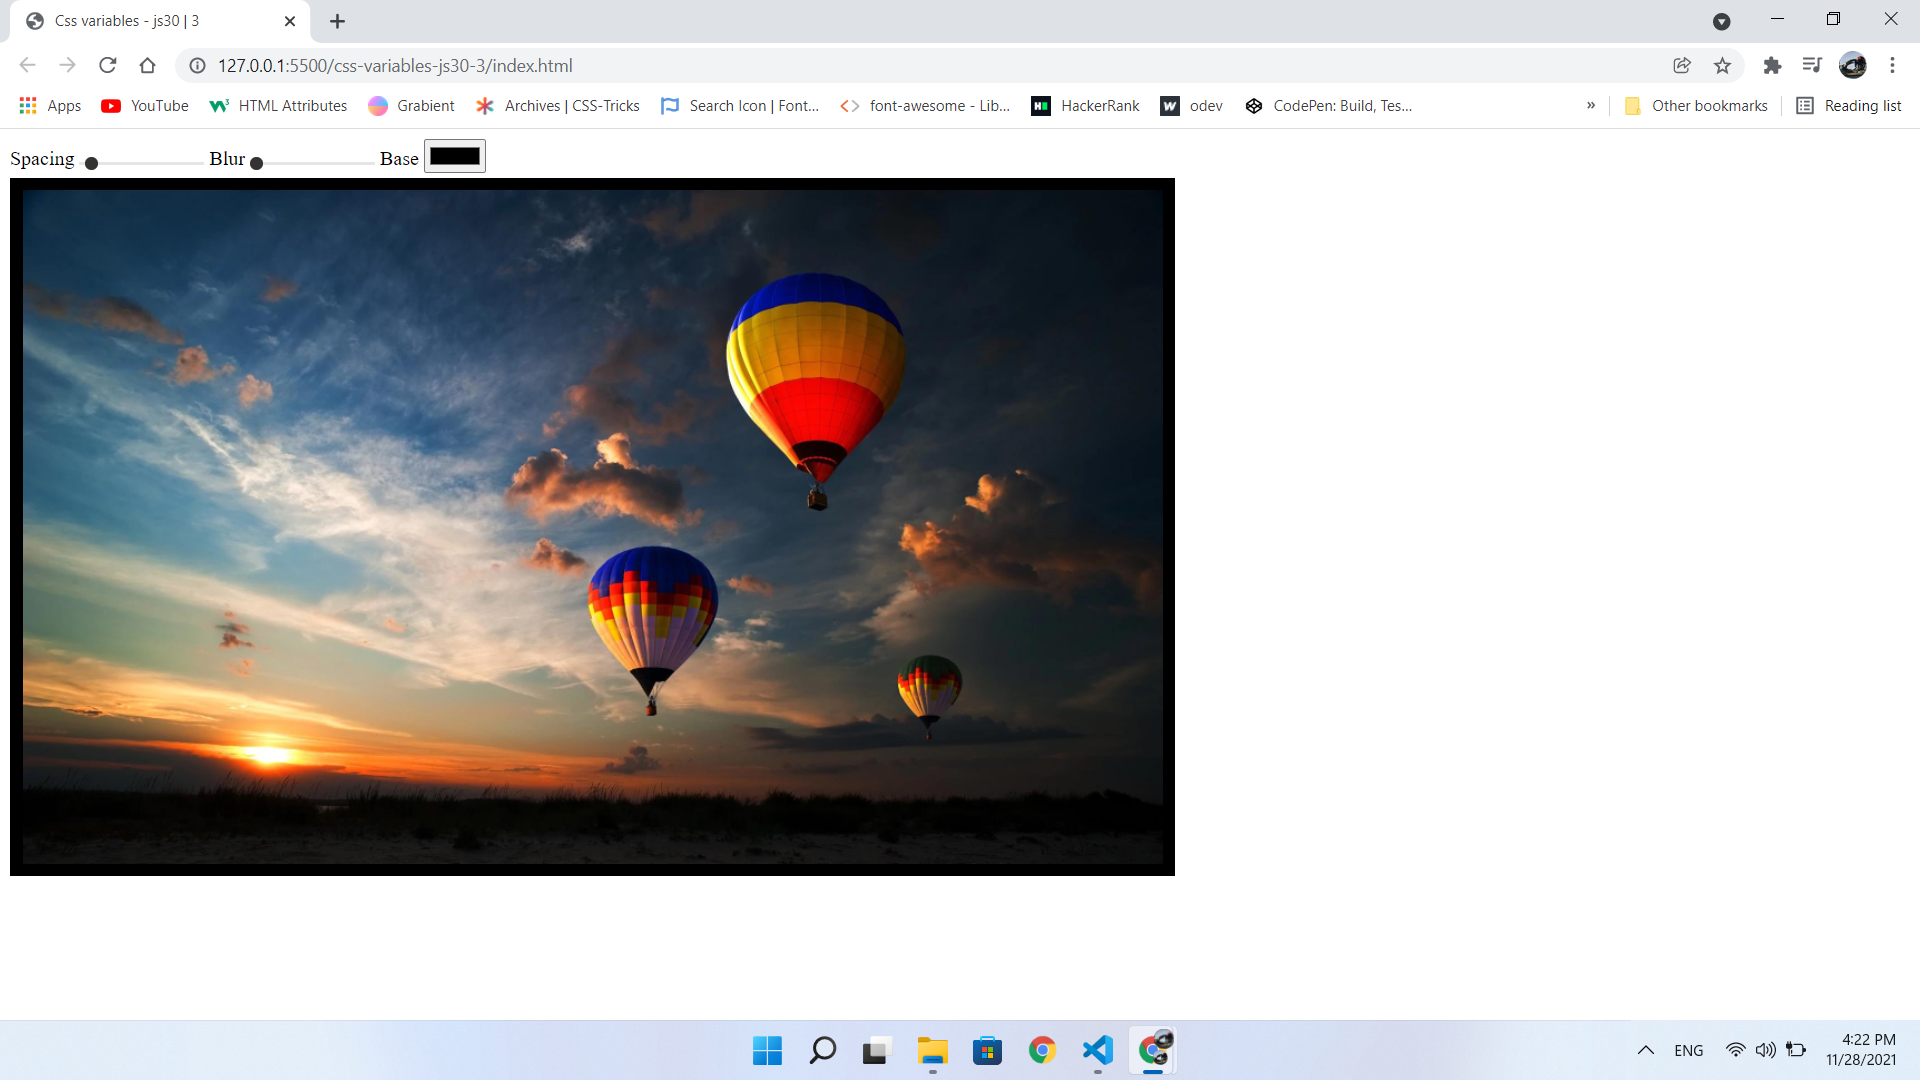 Css variables - js30 | 3
127.0.0.1:5500/css-variables-js30-3/index.html
Apps YouTube HTML Attributes Grabient Archives | CSS-Tricks Search Icon | Font... font-awesome - Lib... HackerRank odev CodePen: Build, Tes... » Other bookmarks Reading list
Spacing Blur Base
ENG
4:22 PM
11/28/2021